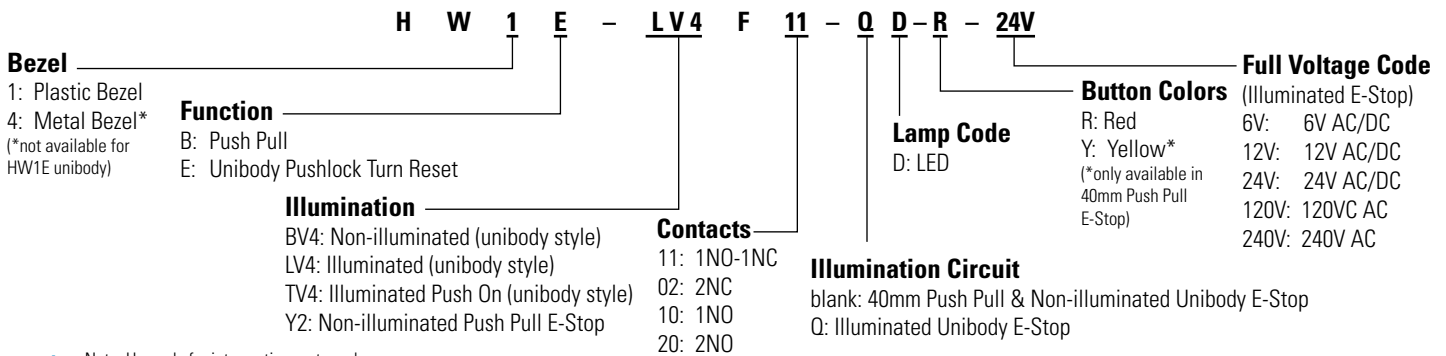 H W 1 E – LV4 F 11 – Q D – R – 24V
Bezel
1: Plastic Bezel
4: Metal Bezel*
(*not available for
HW1E unibody)
Function
B: Push Pull
E: Unibody Pushlock Turn Reset
Illumination
BV4: Non-illuminated (unibody style)
LV4: Illuminated (unibody style)
TV4: Illuminated Push On (unibody style)
Y2: Non-illuminated Push Pull E-Stop
Contacts
11: 1NO-1NC
02: 2NC
10: 1NO
20: 2NO
Illumination Circuit
blank: 40mm Push Pull & Non-illuminated Unibody E-Stop
Q: Illuminated Unibody E-Stop
Lamp Code
D: LED
Button Colors
R: Red
Y: Yellow*
(*only available in
40mm Push Pull
E-Stop)
Full Voltage Code
(Illuminated E-Stop)
6V: 6V AC/DC
12V: 12V AC/DC
24V: 24V AC/DC
120V: 120VC AC
240V: 240V AC